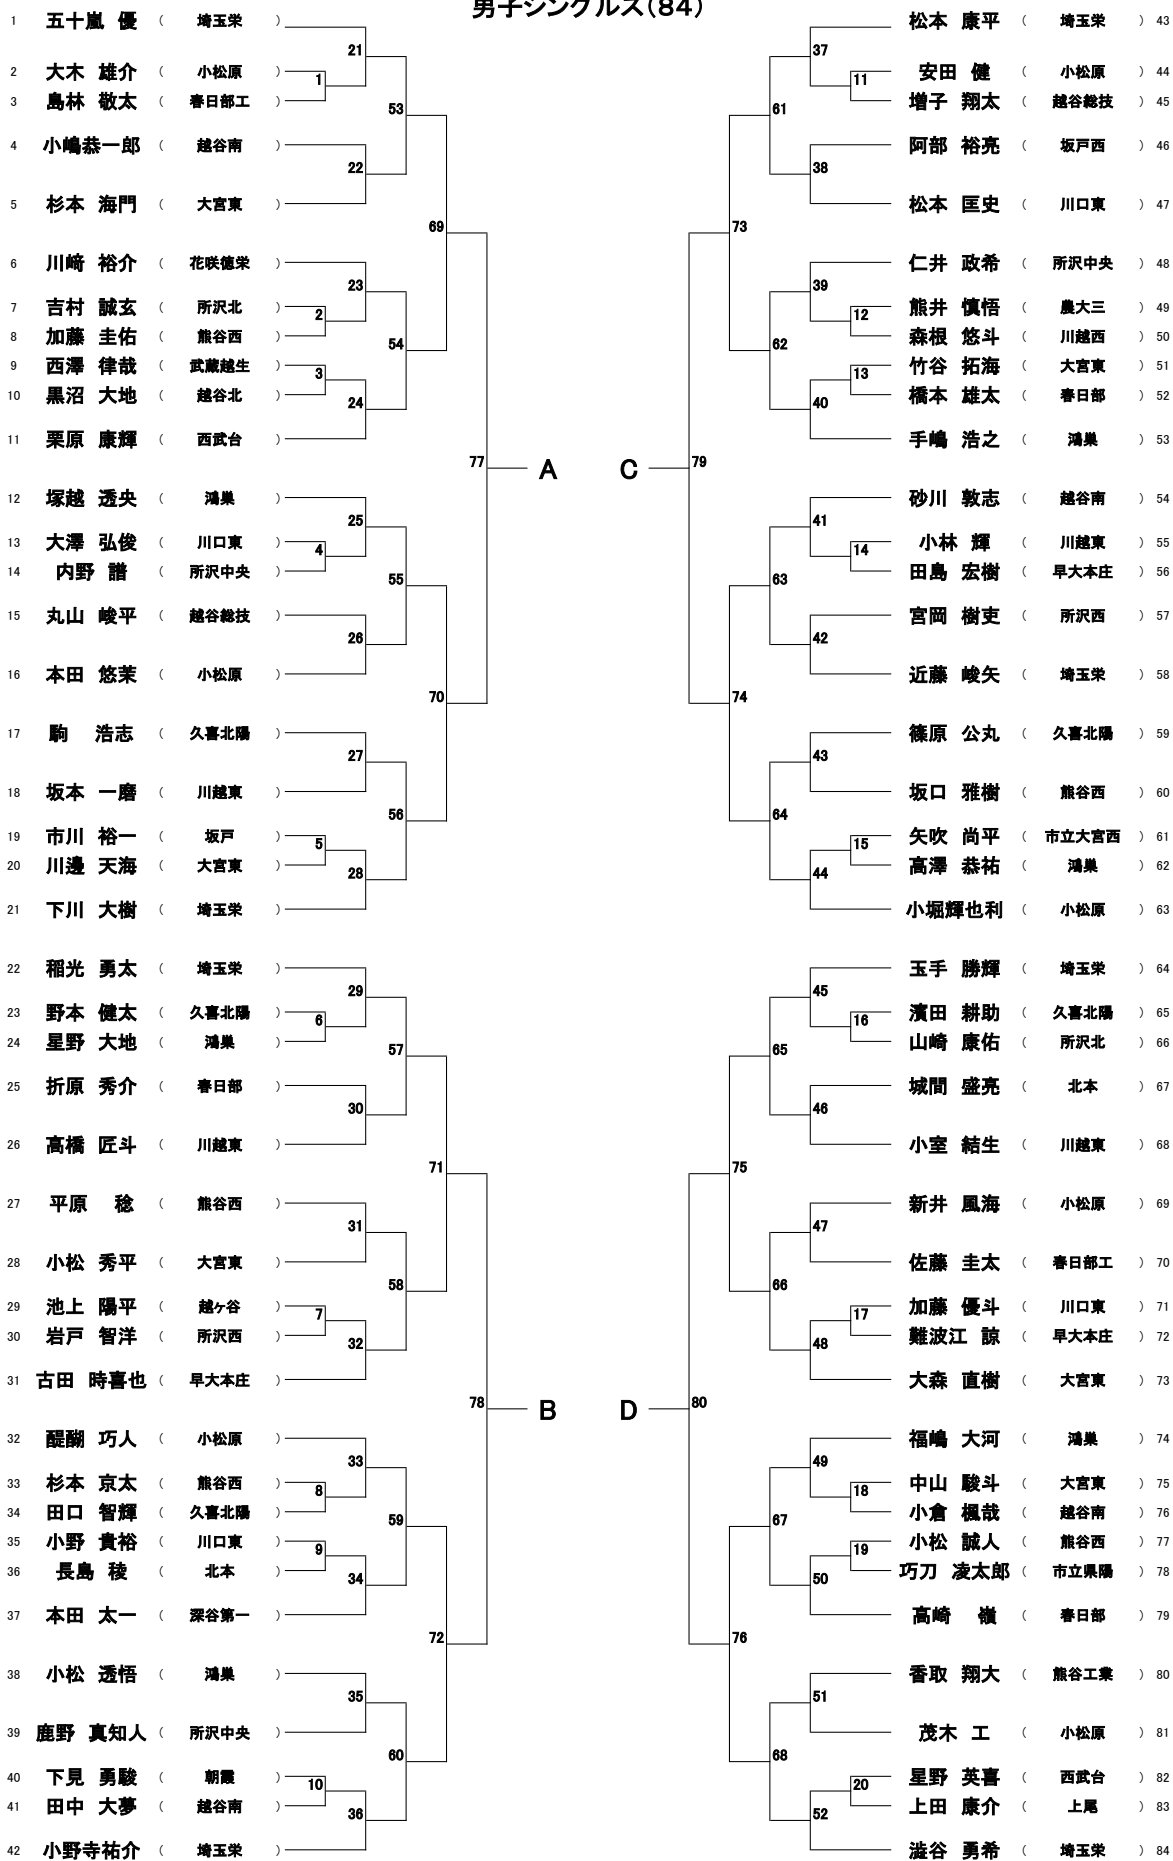 男子シングルス(84)
1 五十嵐 優 ( 埼玉栄 )
2 大木 雄介 ( 小松原 )
3 島林 敬太 ( 春日部工 )
4 小嶋恭一郎 ( 越谷南 )
5 杉本 海門 ( 大宮東 )
6 川﨑 裕介 ( 花咲徳栄 )
7 吉村 誠玄 ( 所沢北 )
8 加藤 圭佑 ( 熊谷西 )
9 西澤 律哉 ( 武蔵越生 )
10 黒沼 大地 ( 越谷北 )
11 栗原 康輝 ( 西武台 )
12 塚越 透央 ( 鴻巣 )
13 大澤 弘俊 ( 川口東 )
14 内野 譜 ( 所沢中央 )
15 丸山 峻平 ( 越谷総技 )
16 本田 悠茉 ( 小松原 )
17 駒 浩志 ( 久喜北陽 )
18 坂本 一磨 ( 川越東 )
19 市川 裕一 ( 坂戸 )
20 川邊 天海 ( 大宮東 )
21 下川 大樹 ( 埼玉栄 )
22 稲光 勇太 ( 埼玉栄 )
23 野本 健太 ( 久喜北陽 )
24 星野 大地 ( 鴻巣 )
25 折原 秀介 ( 春日部 )
26 高橋 匠斗 ( 川越東 )
27 平原 稔 ( 熊谷西 )
28 小松 秀平 ( 大宮東 )
29 池上 陽平 ( 越ヶ谷 )
30 岩戸 智洋 ( 所沢西 )
31 古田 時喜也 ( 早大本庄 )
32 醍醐 巧人 ( 小松原 )
33 杉本 京太 ( 熊谷西 )
34 田口 智輝 ( 久喜北陽 )
35 小野 貴裕 ( 川口東 )
36 長島 稜 ( 北本 )
37 本田 太一 ( 深谷第一 )
38 小松 透悟 ( 鴻巣 )
39 鹿野 真知人 ( 所沢中央 )
40 下見 勇駿 ( 朝霞 )
41 田中 大夢 ( 越谷南 )
42 小野寺祐介 ( 埼玉栄 )
21
1
53
22
69
23
2
54
3
24
77
A
25
4
55
26
70
27
56
5
28
29
6
57
30
71
31
58
7
32
78
B
33
8
59
9
34
72
35
60
10
36
37
11
61
38
73
39
12
62
13
40
C
79
41
14
63
42
74
43
64
15
44
45
16
65
46
75
47
66
17
48
D
80
49
18
67
19
50
76
51
68
20
52
松本 康平 ( 埼玉栄 ) 43
安田 健 ( 小松原 ) 44
増子 翔太 ( 越谷総技 ) 45
阿部 裕亮 ( 坂戸西 ) 46
松本 匡史 ( 川口東 ) 47
仁井 政希 ( 所沢中央 ) 48
熊井 慎悟 ( 農大三 ) 49
森根 悠斗 ( 川越西 ) 50
竹谷 拓海 ( 大宮東 ) 51
橋本 雄太 ( 春日部 ) 52
手嶋 浩之 ( 鴻巣 ) 53
砂川 敦志 ( 越谷南 ) 54
小林 輝 ( 川越東 ) 55
田島 宏樹 ( 早大本庄 ) 56
宮岡 樹吏 ( 所沢西 ) 57
近藤 峻矢 ( 埼玉栄 ) 58
篠原 公丸 ( 久喜北陽 ) 59
坂口 雅樹 ( 熊谷西 ) 60
矢吹 尚平 ( 市立大宮西 ) 61
高澤 恭祐 ( 鴻巣 ) 62
小堀輝也利 ( 小松原 ) 63
玉手 勝輝 ( 埼玉栄 ) 64
濱田 耕助 ( 久喜北陽 ) 65
山崎 康佑 ( 所沢北 ) 66
城間 盛亮 ( 北本 ) 67
小室 結生 ( 川越東 ) 68
新井 風海 ( 小松原 ) 69
佐藤 圭太 ( 春日部工 ) 70
加藤 優斗 ( 川口東 ) 71
難波江 諒 ( 早大本庄 ) 72
大森 直樹 ( 大宮東 ) 73
福嶋 大河 ( 鴻巣 ) 74
中山 駿斗 ( 大宮東 ) 75
小倉 楓哉 ( 越谷南 ) 76
小松 誠人 ( 熊谷西 ) 77
巧刀 凌太郎 ( 市立県陽 ) 78
高崎 嶺 ( 春日部 ) 79
香取 翔大 ( 熊谷工業 ) 80
茂木 工 ( 小松原 ) 81
星野 英喜 ( 西武台 ) 82
上田 康介 ( 上尾 ) 83
澁谷 勇希 ( 埼玉栄 ) 84